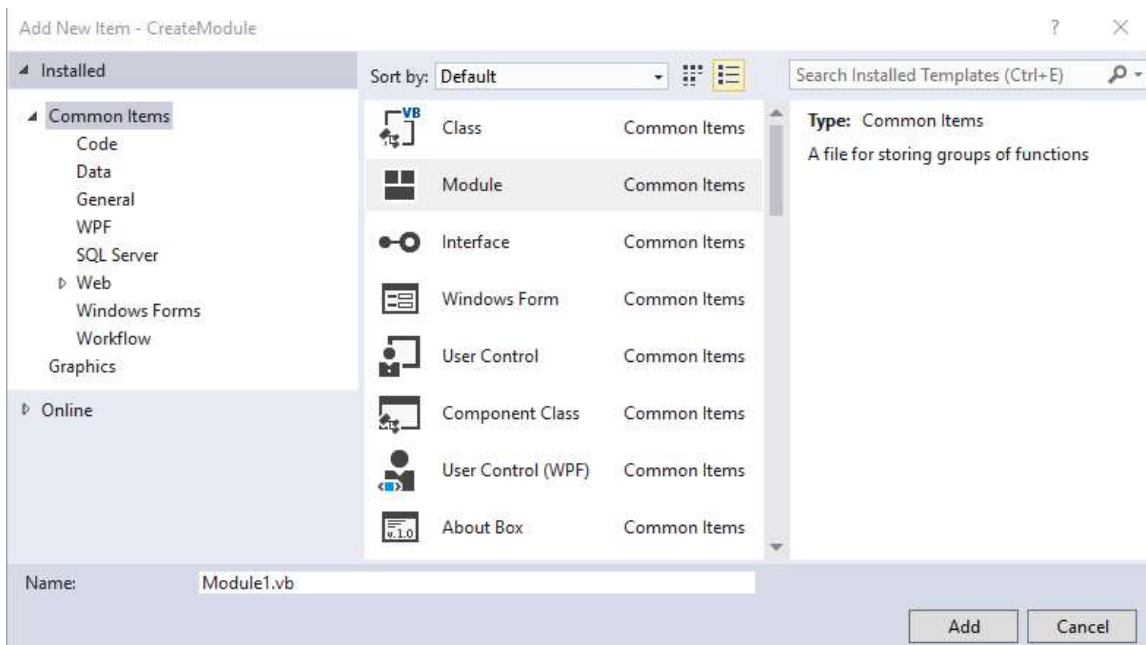 Add New Item - CreateModule
?
Installed
Sort by: Default
Search Installed Templates (Ctrl+E)
Common Items
Code
Data
General
WPF
SQL Server
Web
Windows Forms
Workflow
Graphics
Online
VB
Class Common Items
Module Common Items
Interface Common Items
Windows Form Common Items
User Control Common Items
Component Class Common Items
User Control (WPF) Common Items
v.1.0
About Box Common Items
Type: Common Items
A file for storing groups of functions
Name: Module1.vb
Add Cancel